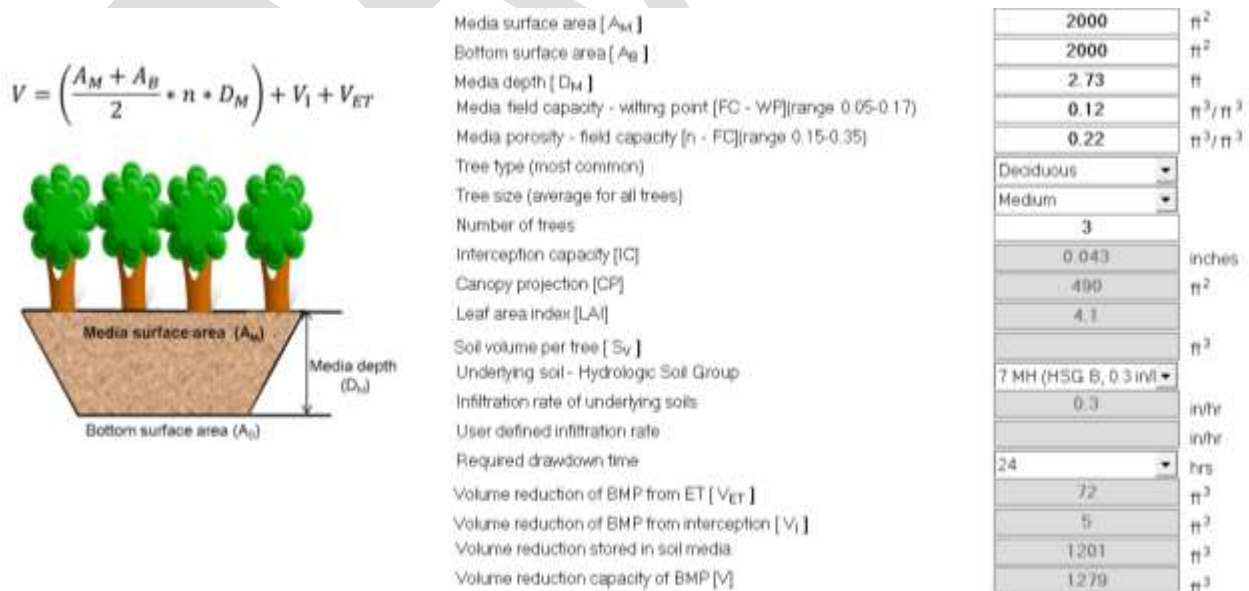 V = ((A_M + A_B)/2 * n * D_M) + V_I + V_ET
Media surface area (A_M)
Media depth (D_M)
Bottom surface area (A_B)
Media surface area [ A_M ] 2000 ft²
Bottom surface area [ A_B ] 2000 ft²
Media depth [ D_M ] 2.73 ft
Media field capacity - wilting point [FC - WP](range 0.05-0.17) 0.12 ft³/ft³
Media porosity - field capacity [n - FC](range 0.15-0.35) 0.22 ft³/ft³
Tree type (most common) Deciduous
Tree size (average for all trees) Medium
Number of trees 3
Interception capacity [IC] 0.043 inches
Canopy projection [CP] 490 ft²
Leaf area index [LAI] 4.1
Soil volume per tree [ S_V ] ft³
Underlying soil - Hydrologic Soil Group 7 MH (HSG B, 0.3 in/
Infiltration rate of underlying soils 0.3 in/hr
User defined infiltration rate in/hr
Required drawdown time 24 hrs
Volume reduction of BMP from ET [ V_ET ] 72 ft³
Volume reduction of BMP from interception [ V_I ] 5 ft³
Volume reduction stored in soil media 1201 ft³
Volume reduction capacity of BMP [V] 1279 ft³